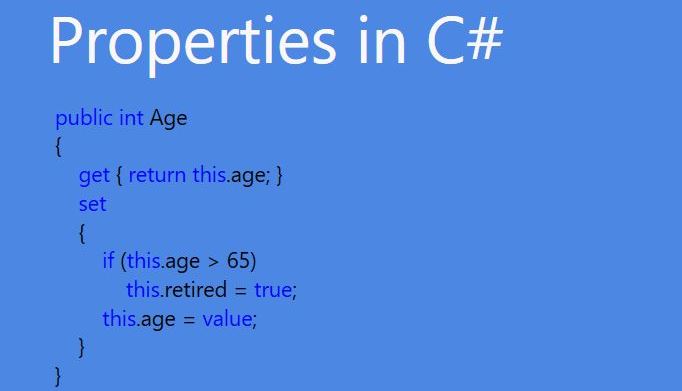 Properties in C#
public int Age
{
get { return this.age; }
set
{
if (this.age > 65)
this.retired = true;
this.age = value;
}
}